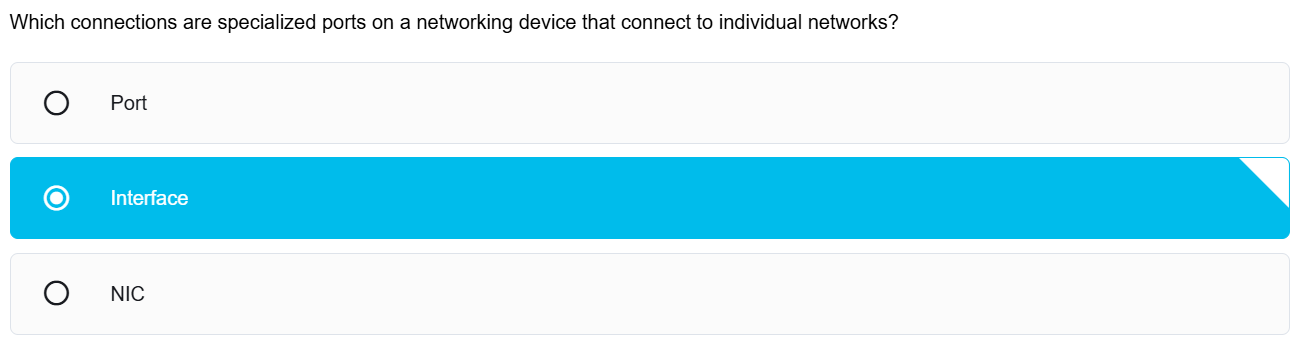 Which connections are specialized ports on a networking device that connect to individual networks?
Port
Interface
NIC